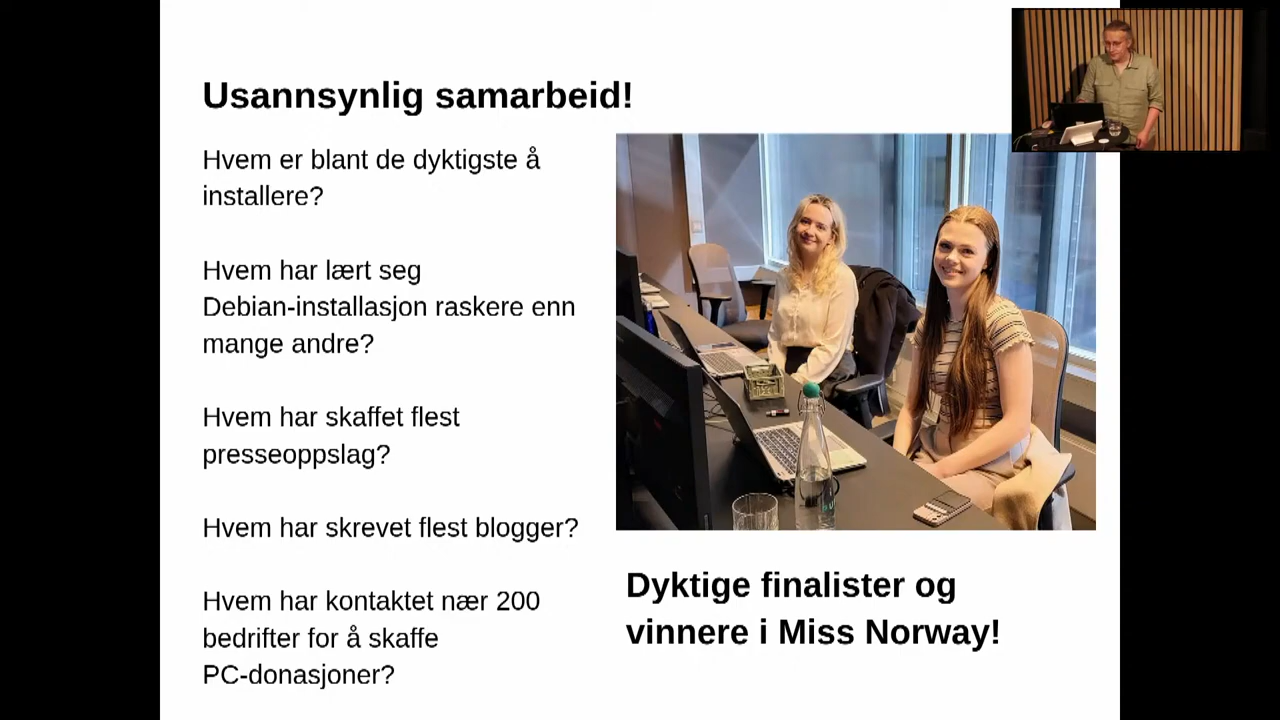 Usannsynlig samarbeid!
Hvem er blant de dyktigste å
installere?
Hvem har lært seg
Debian-installasjon raskere enn
mange andre?
Hvem har skaffet flest
presseoppslag?
Hvem har skrevet flest blogger?
Hvem har kontaktet nær 200
bedrifter for å skaffe
PC-donasjoner?
Dyktige finalister og
vinnere i Miss Norway!